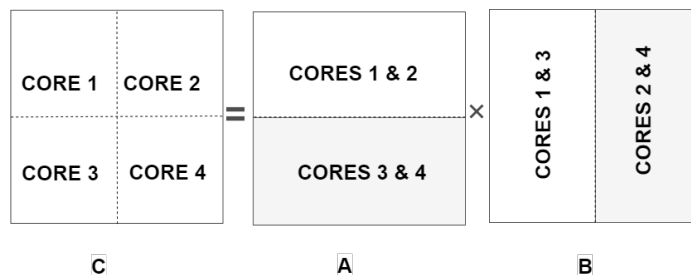 CORE 1
CORE 2
CORE 3
CORE 4
=
CORES 1 & 2
CORES 3 & 4
×
CORES 1 & 3
CORES 2 & 4
C
A
B